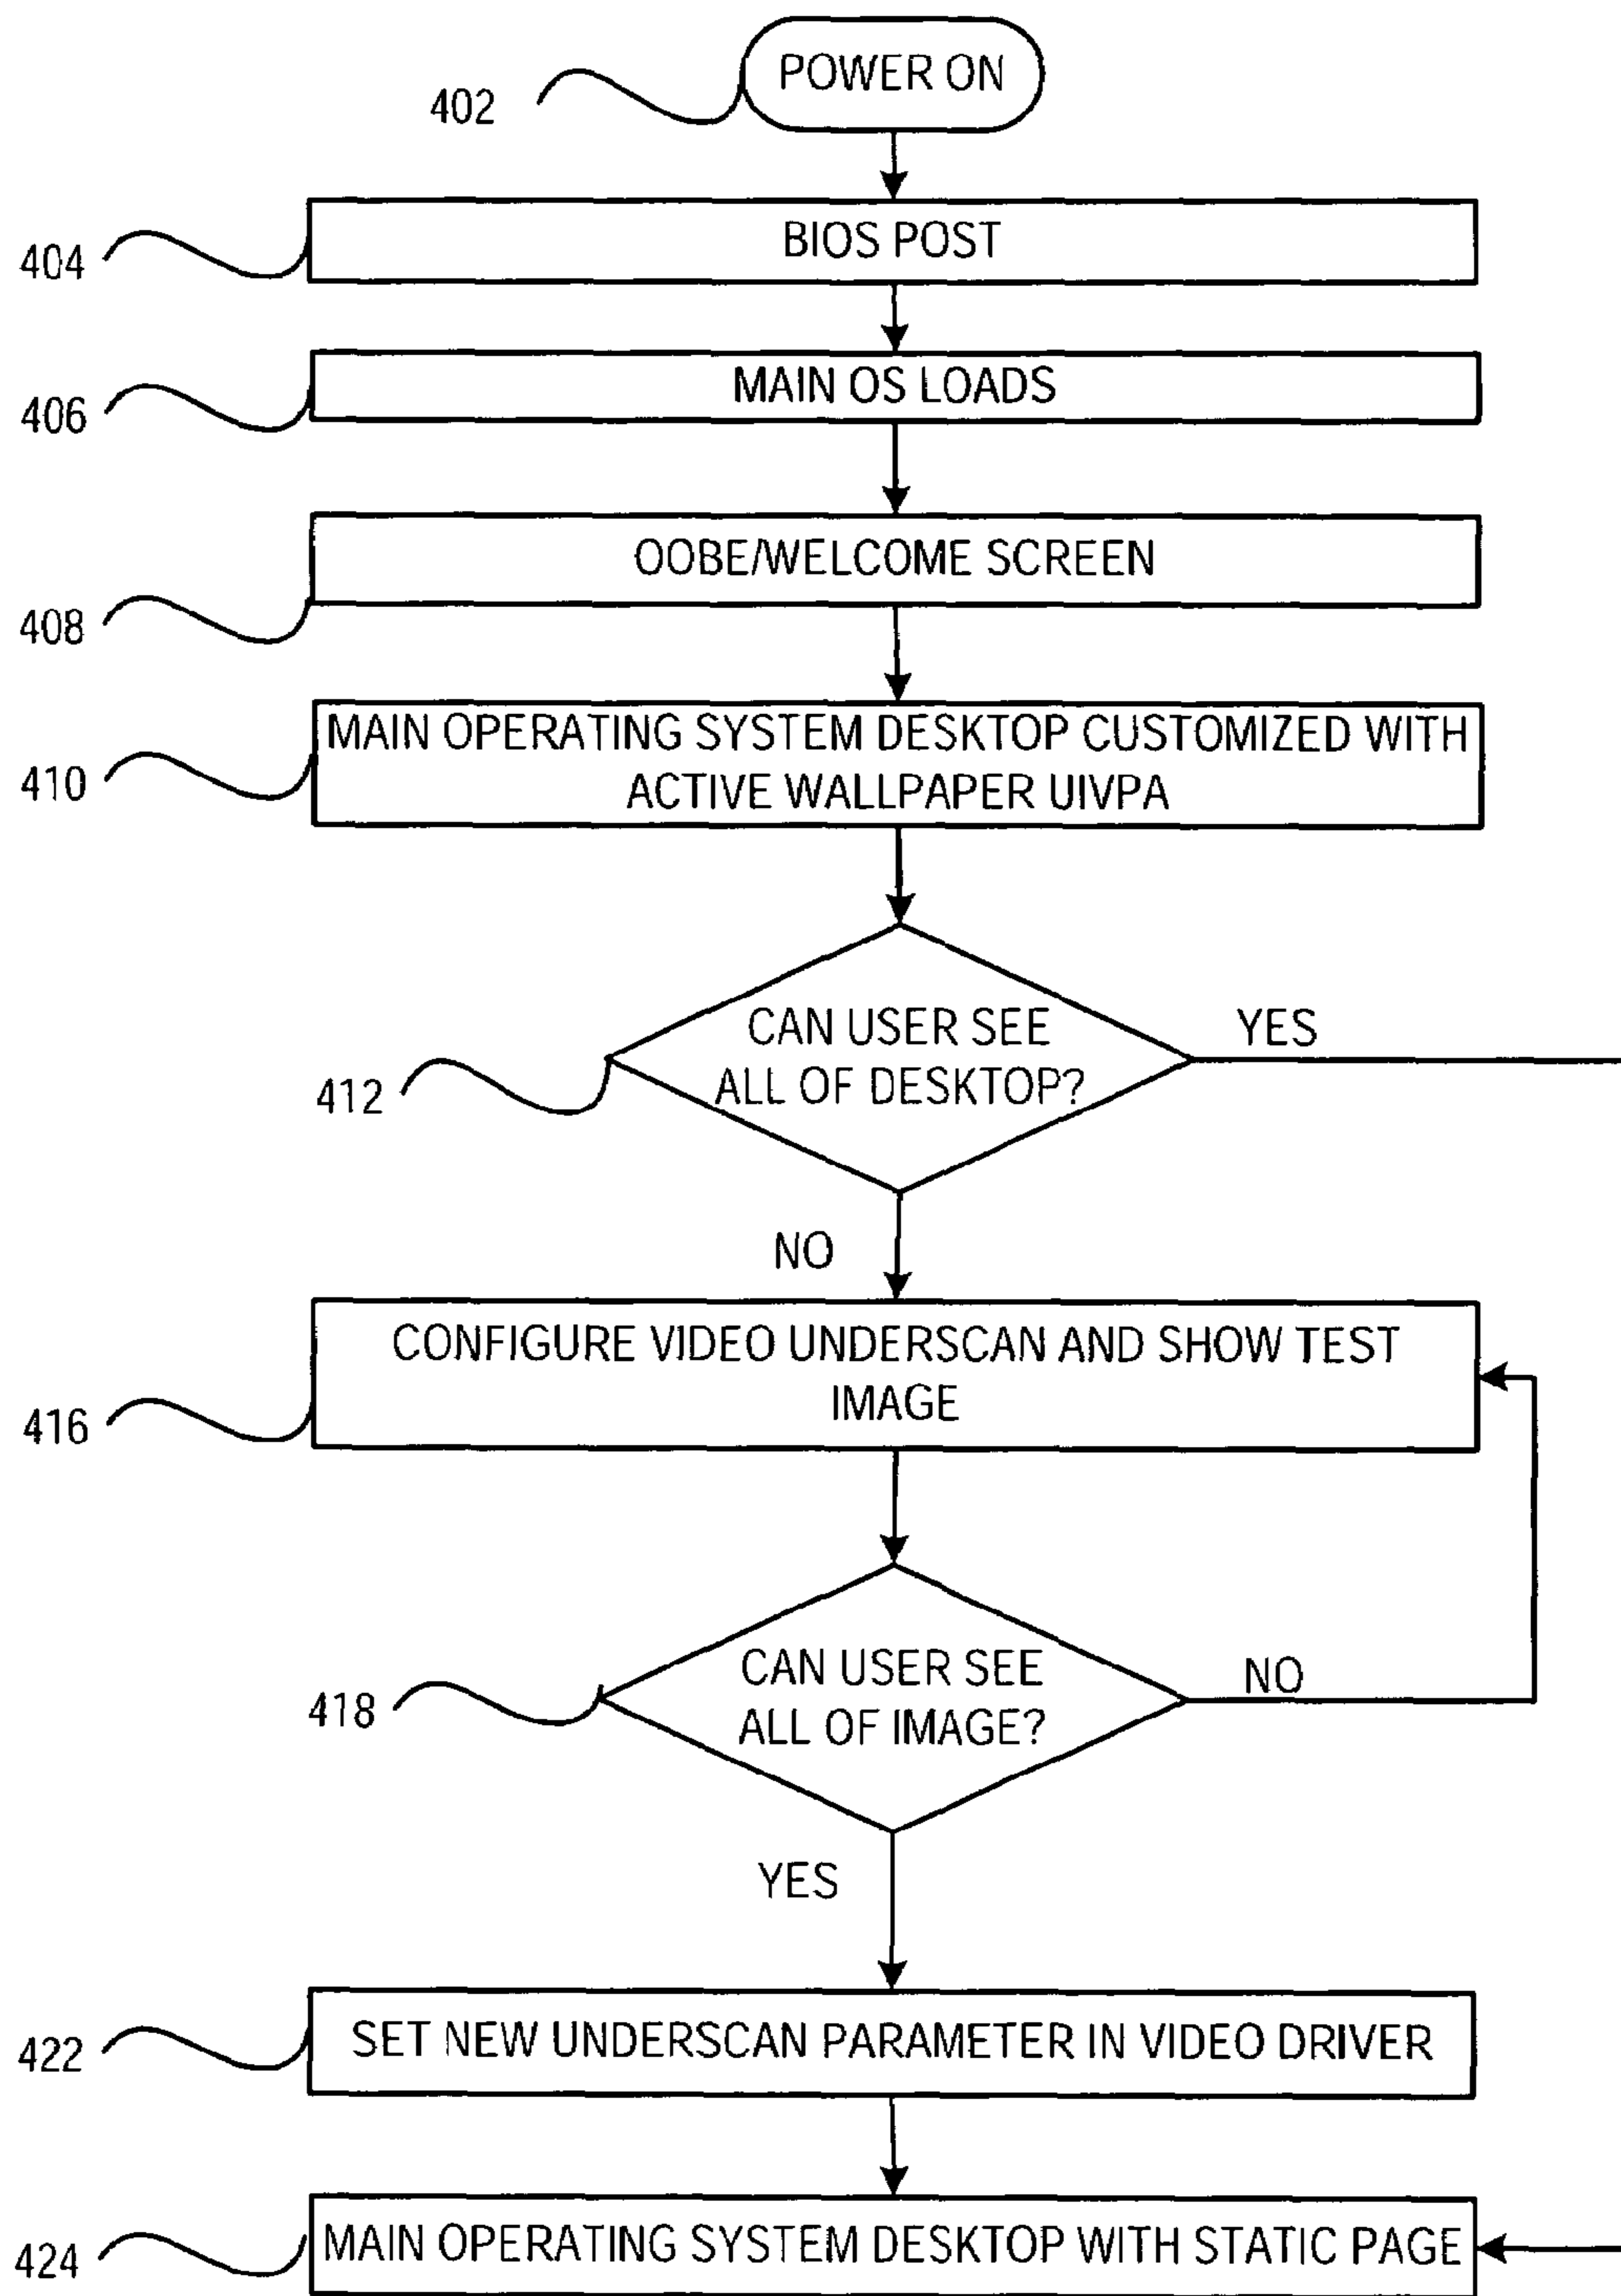 POWER ON
402
BIOS POST
404
MAIN OS LOADS
406
OOBE/WELCOME SCREEN
408
MAIN OPERATING SYSTEM DESKTOP CUSTOMIZED WITH
ACTIVE WALLPAPER UIVPA
410
CAN USER SEE
ALL OF DESKTOP?
YES
412
NO
CONFIGURE VIDEO UNDERSCAN AND SHOW TEST
IMAGE
416
CAN USER SEE
ALL OF IMAGE?
NO
418
YES
SET NEW UNDERSCAN PARAMETER IN VIDEO DRIVER
422
MAIN OPERATING SYSTEM DESKTOP WITH STATIC PAGE
424